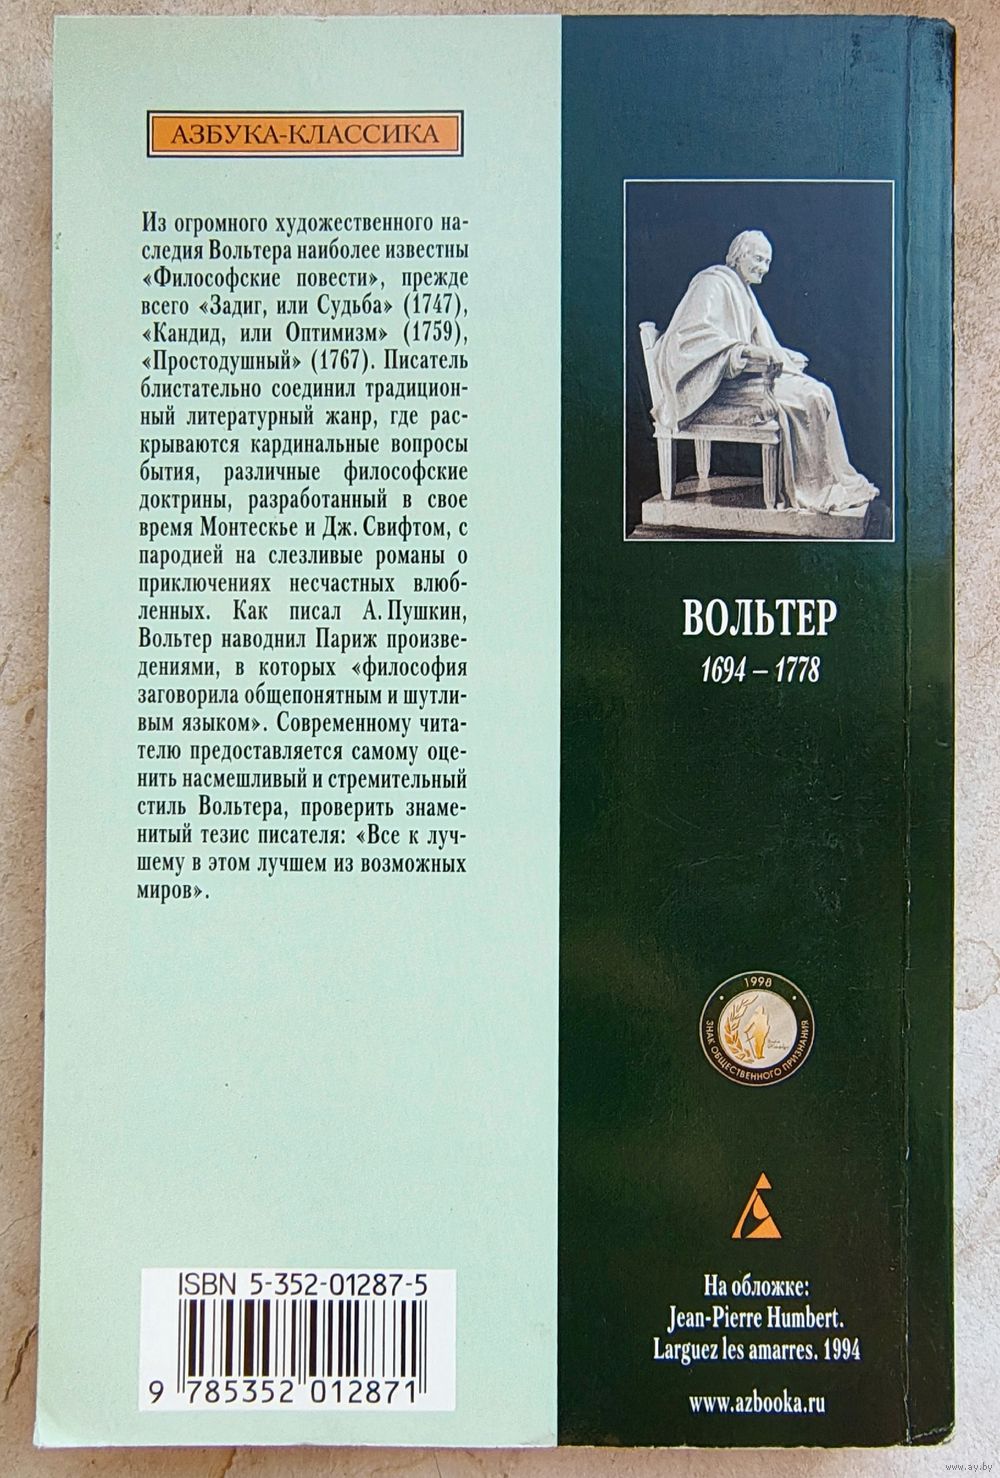 АЗБУКА-КЛАССИКА
Из огромного художественного на-
следия Вольтера наиболее известны
«Философские повести», прежде
всего «Задиг, или Судьба» (1747),
«Кандид, или Оптимизм» (1759),
«Простодушный» (1767). Писатель
блистательно соединил традицион-
ный литературный жанр, где рас-
крываются кардинальные вопросы
бытия, различные философские
доктрины, разработанный в свое
время Монтескье и Дж. Свифтом, с
пародией на слезливые романы о
приключениях несчастных влюб-
ленных. Как писал А. Пушкин,
Вольтер наводнил Париж произве-
дениями, в которых «философия
заговорила общепонятным и шутли-
вым языком». Современному чита-
телю предоставляется самому оце-
нить насмешливый и стремительный
стиль Вольтера, проверить знаме-
нитый тезис писателя: «Все к луч-
шему в этом лучшем из возможных
миров».
ISBN 5-352-01287-5
9 785352 012871
ВОЛЬТЕР
1694 – 1778
1998
ЗНАК ОБЩЕСТВЕННОГО ПРИЗНАНИЯ
На обложке:
Jean-Pierre Humbert.
Larguez les amarres. 1994
www.azbooka.ru
www.ay.by